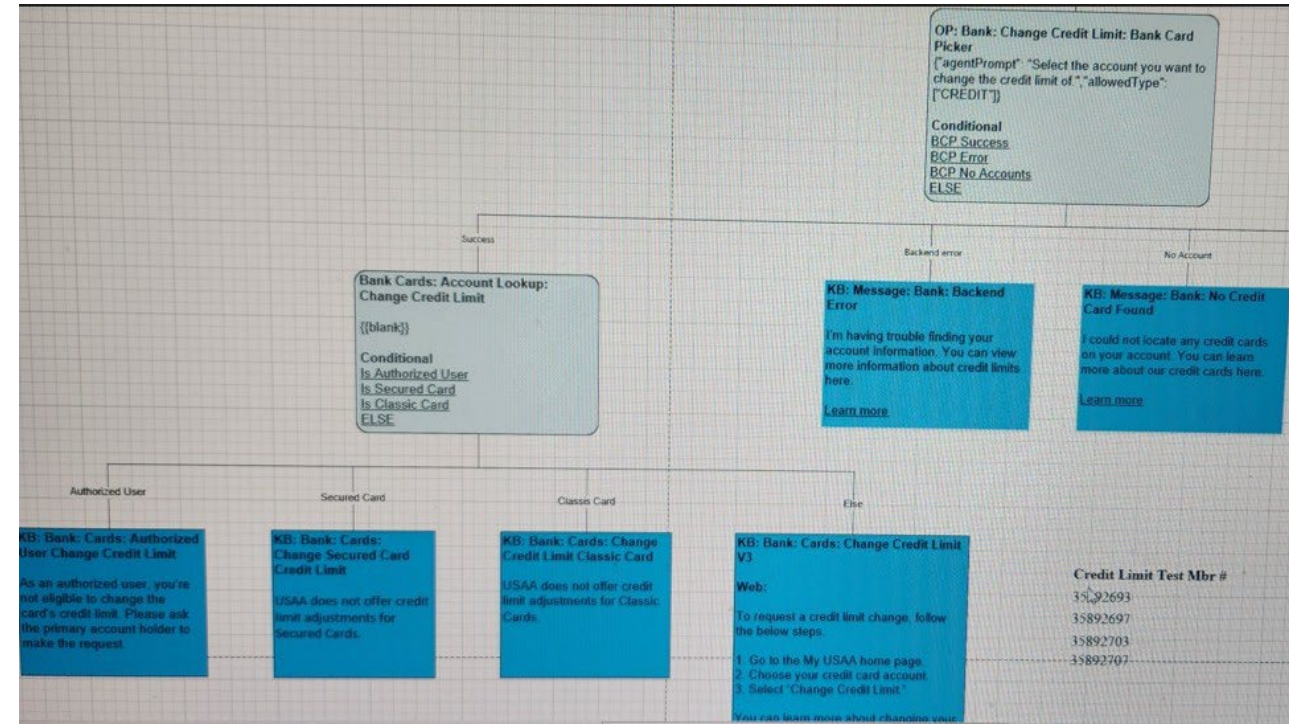 OP: Bank: Change Credit Limit: Bank Card
Picker
{"agentPrompt": "Select the account you want to
change the credit limit of.","allowedType":
["CREDIT"]}
Conditional
BCP Success
BCP Error
BCP No Accounts
ELSE
Success
Backend error
No Account
Bank Cards: Account Lookup:
Change Credit Limit
{{blank}}
Conditional
Is Authorized User
Is Secured Card
Is Classic Card
ELSE
KB: Message: Bank: Backend
Error
I'm having trouble finding your
account information. You can view
more information about credit limits
here.
Learn more
KB: Message: Bank: No Credit
Card Found
I could not locate any credit cards
on your account. You can learn
more about our credit cards here.
Learn more
Authorized User
Secured Card
Classis Card
Else
KB: Bank: Cards: Authorized
User Change Credit Limit
As an authorized user, you're
not eligible to change the
card's credit limit. Please ask
the primary account holder to
make the request.
KB: Bank: Cards:
Change Secured Card
Credit Limit
USAA does not offer credit
limit adjustments for
Secured Cards.
KB: Bank: Cards: Change
Credit Limit Classic Card
USAA does not offer credit
limit adjustments for Classic
Cards.
KB: Bank: Cards: Change Credit Limit
V3
Web:
To request a credit limit change, follow
the below steps.
1. Go to the My USAA home page.
2. Choose your credit card account.
3. Select "Change Credit Limit."
You can learn more about changing your
Credit Limit Test Mbr #
35892697
35892703
35892707